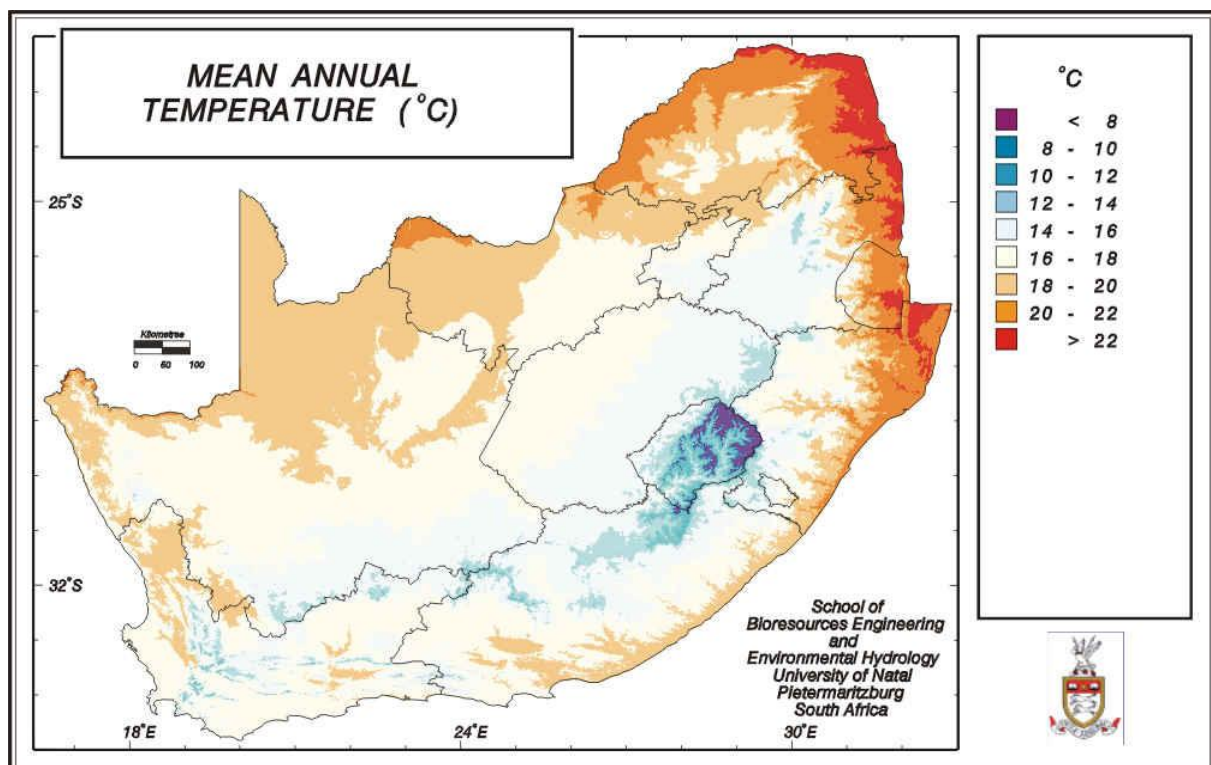 MEAN ANNUAL
TEMPERATURE (°C)
°C
< 8
8 - 10
10 - 12
12 - 14
14 - 16
16 - 18
18 - 20
20 - 22
> 22
25°S
Kilometres
0 50 100
32°S
School of
Bioresources Engineering
and
Environmental Hydrology
University of Natal
Pietermaritzburg
South Africa
18°E 24°E 30°E